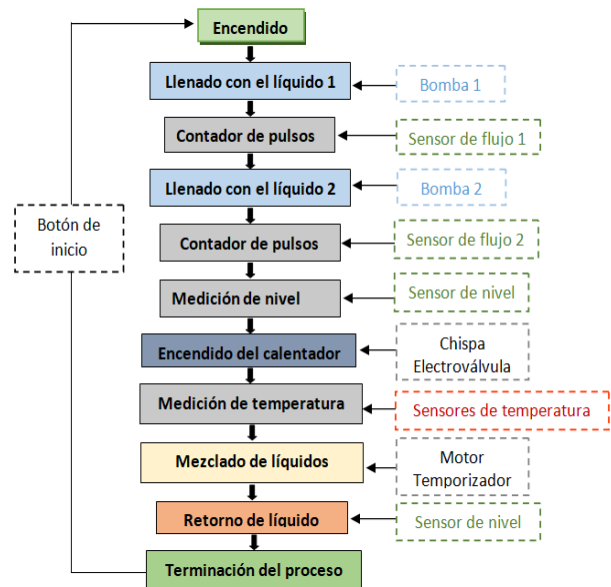 Encendido
Llenado con el líquido 1
Bomba 1
Contador de pulsos
Sensor de flujo 1
Llenado con el líquido 2
Bomba 2
Botón de
inicio
Contador de pulsos
Sensor de flujo 2
Medición de nivel
Sensor de nivel
Encendido del calentador
Chispa
Electroválvula
Medición de temperatura
Sensores de temperatura
Mezclado de líquidos
Motor
Temporizador
Retorno de líquido
Sensor de nivel
Terminación del proceso